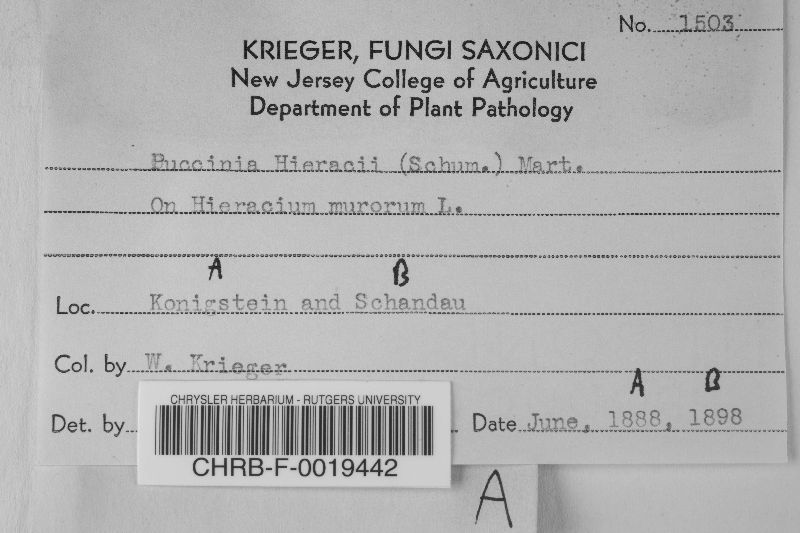 No. 1503
KRIEGER, FUNGI SAXONICI
New Jersey College of Agriculture
Department of Plant Pathology
Puccinia Hieracii (Schum.) Mart.
On Hieracium murorum L.
A B
Loc. Konigstein and Schandau
Col. by W. Krieger
A B
Det. by Date June, 1888, 1898
CHRYSLER HERBARIUM - RUTGERS UNIVERSITY
CHRB-F-0019442
A